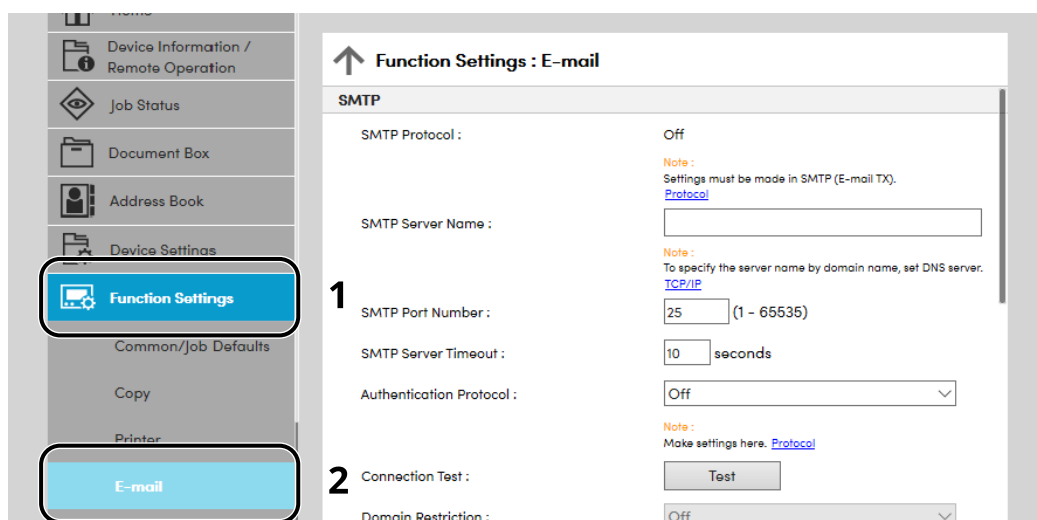 Home
Device Information /
Remote Operation
Job Status
Document Box
Address Book
Device Settings
Function Settings
Common/Job Defaults
Copy
Printer
E-mail
1
2
Function Settings : E-mail
SMTP
SMTP Protocol :
Off
Note :
Settings must be made in SMTP (E-mail TX).
Protocol
SMTP Server Name :
Note :
To specify the server name by domain name, set DNS server.
TCP/IP
SMTP Port Number :
25 (1 - 65535)
SMTP Server Timeout :
10 seconds
Authentication Protocol :
Off
Note :
Make settings here. Protocol
Connection Test :
Test
Domain Restriction :
Off